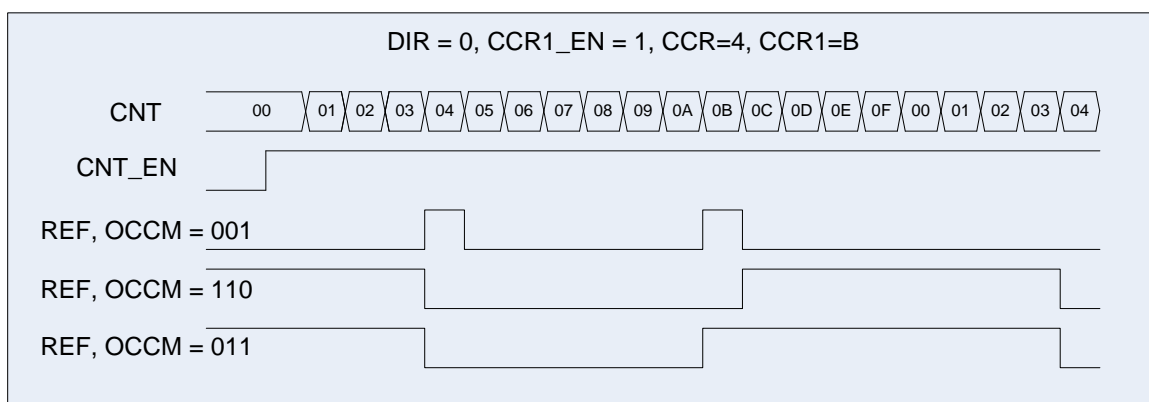 DIR = 0, CCR1_EN = 1, CCR=4, CCR1=B
CNT 00 01 02 03 04 05 06 07 08 09 0A 0B 0C 0D 0E 0F 00 01 02 03 04
CNT_EN
REF, OCCM = 001
REF, OCCM = 110
REF, OCCM = 011